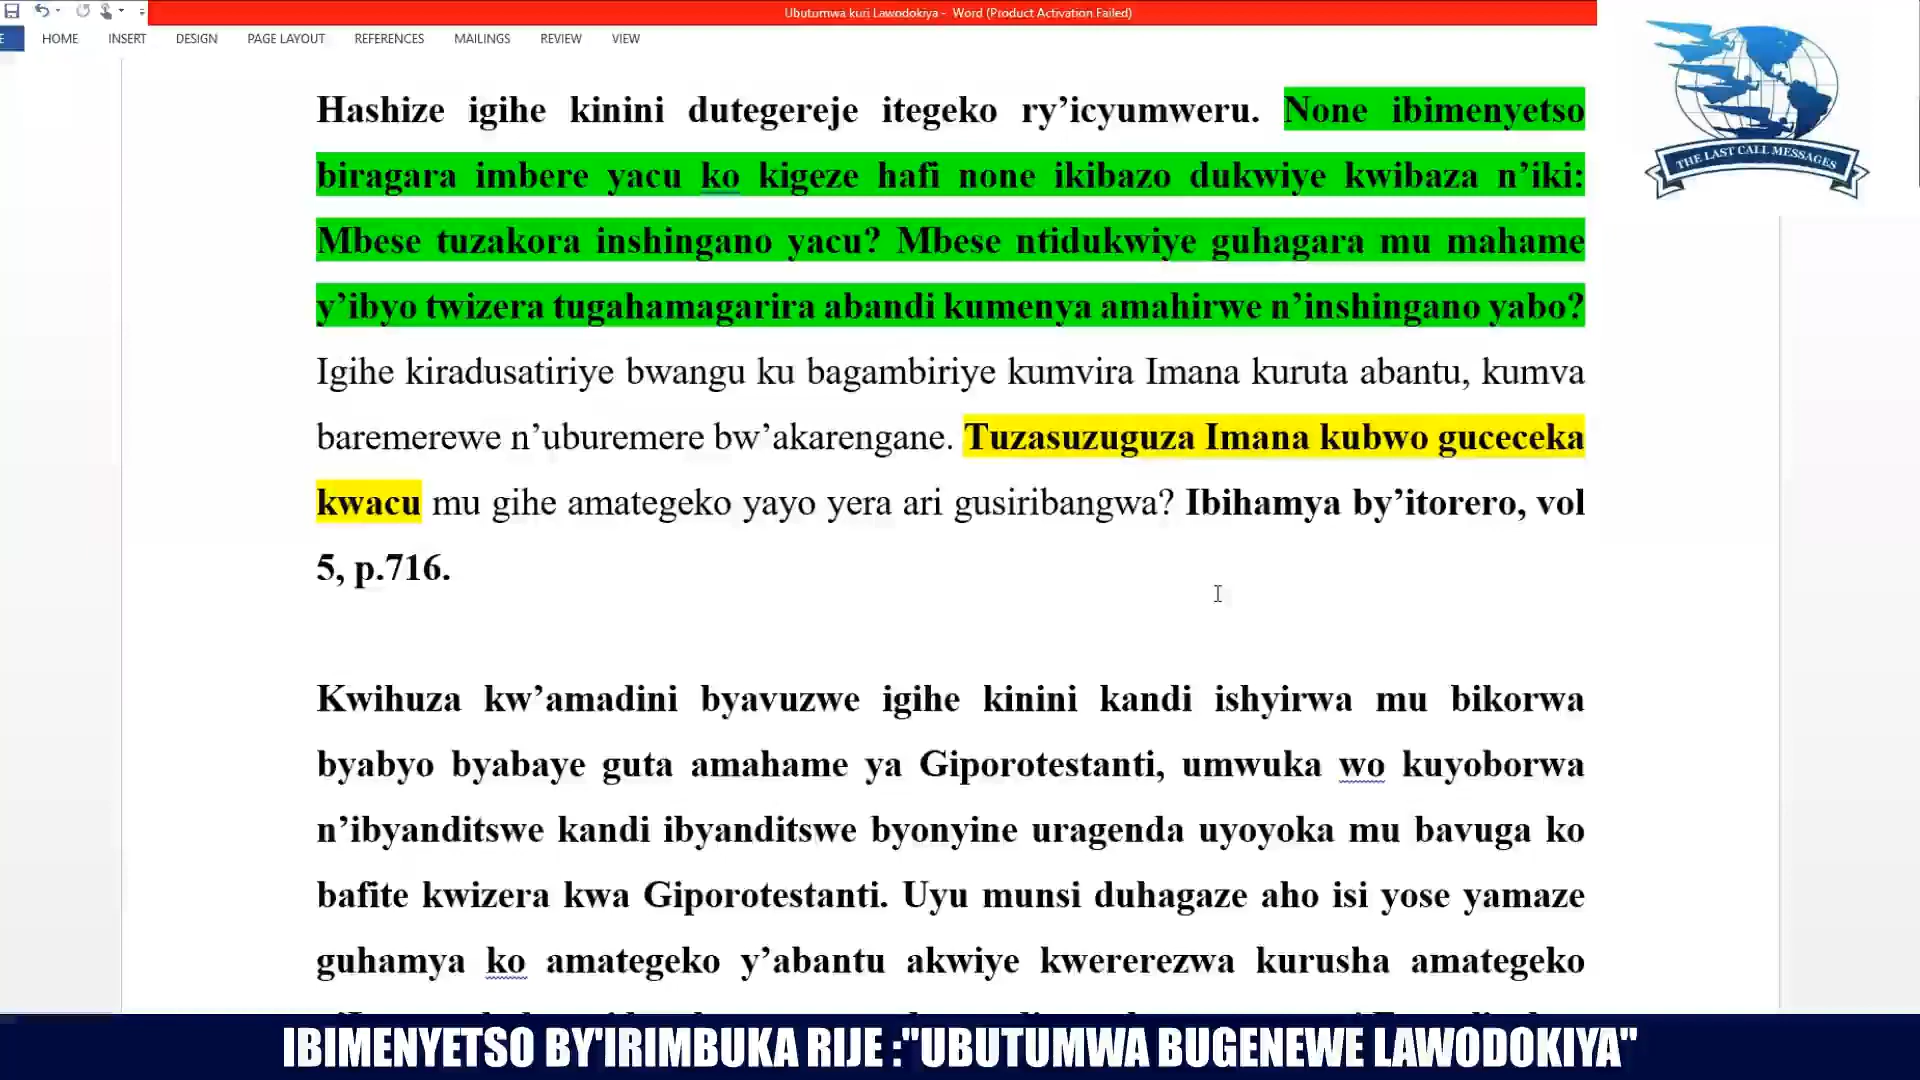 Ubutumwa kuri Lawodokiya - Word (Product Activation Failed)
HOME INSERT DESIGN PAGE LAYOUT REFERENCES MAILINGS REVIEW VIEW
THE LAST CALL MESSAGES
Hashize igihe kinini dutegereje itegeko ry’icyumweru. None ibimenyetso
biragara imbere yacu ko kigeze hafi none ikibazo dukwiye kwibaza n’iki:
Mbese tuzakora inshingano yacu? Mbese ntidukwiye guhagara mu mahame
y’ibyo twizera tugahamagarira abandi kumenya amahirwe n’inshingano yabo?
Igihe kiradusatiriye bwangu ku bagambiriye kumvira Imana kuruta abantu, kumva
baremerewe n’uburemere bw’akarengane. Tuzasuzuguza Imana kubwo guceceka
kwacu mu gihe amategeko yayo yera ari gusiribangwa? Ibihamya by’itorero, vol
5, p.716.
Kwihuza kw’amadini byavuzwe igihe kinini kandi ishyirwa mu bikorwa
byabyo byabaye guta amahame ya Giporotestanti, umwuka wo kuyoborwa
n’ibyanditswe kandi ibyanditswe byonyine uragenda uyoyoka mu bavuga ko
bafite kwizera kwa Giporotestanti. Uyu munsi duhagaze aho isi yose yamaze
guhamya ko amategeko y’abantu akwiye kwererezwa kurusha amategeko
IBIMENYETSO BY'IRIMBUKA RIJE :"UBUTUMWA BUGENEWE LAWODOKIYA"